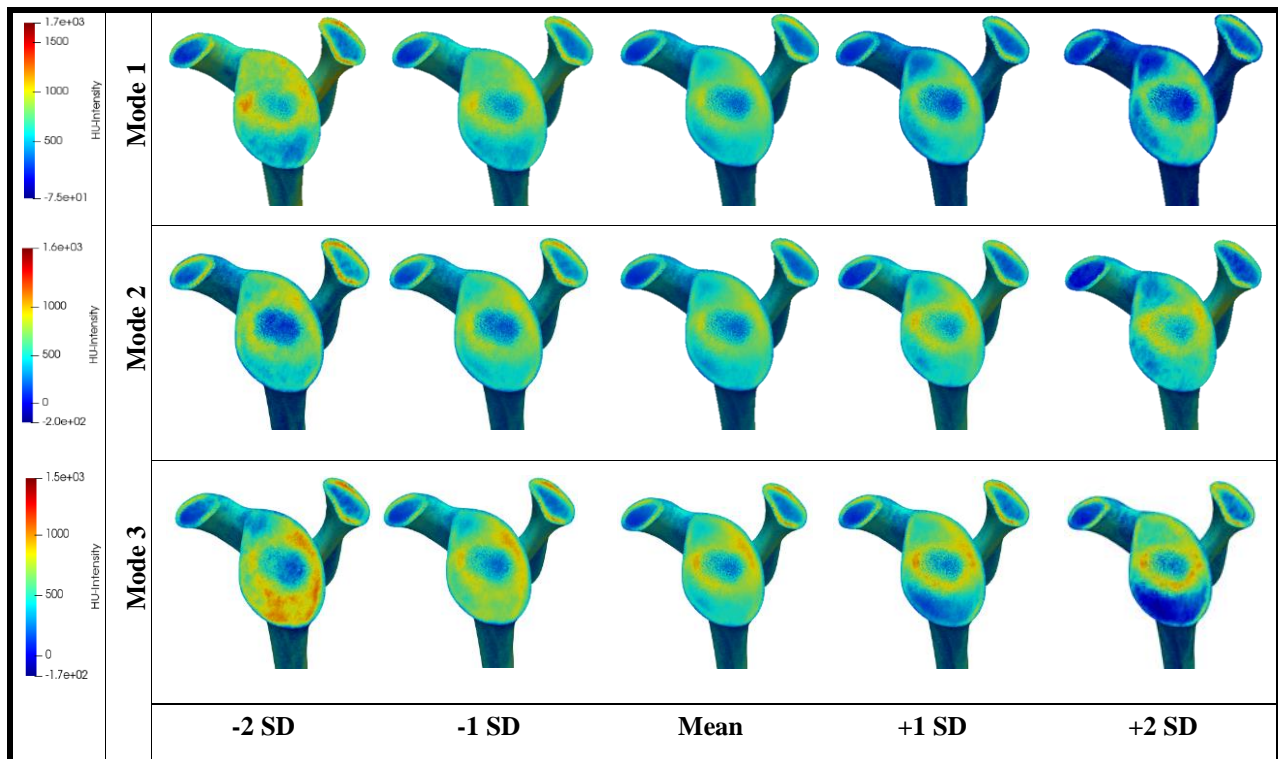 1.7e+03
1500
1000
500
-7.5e+01
HU-Intensity
Mode 1
1.6e+03
1000
500
0
-2.0e+02
HU-Intensity
Mode 2
1.5e+03
1000
500
0
-1.7e+02
HU-Intensity
Mode 3
-2 SD
-1 SD
Mean
+1 SD
+2 SD